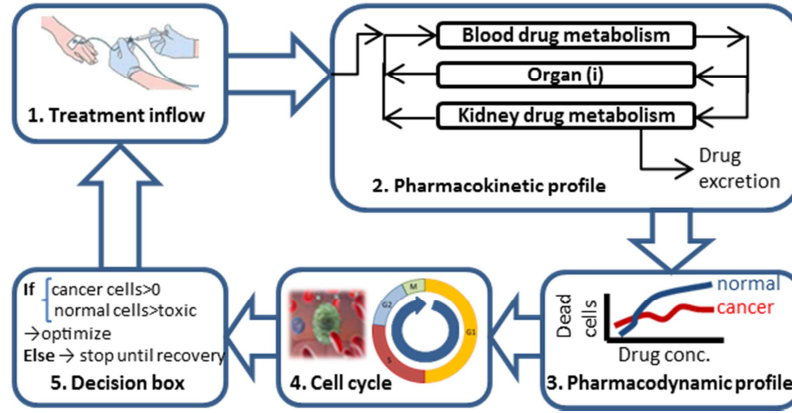 1. Treatment inflow
Blood drug metabolism
Organ (i)
Kidney drug metabolism
Drug
excretion
2. Pharmacokinetic profile
normal
cancer
Dead
cells
Drug conc.
3. Pharmacodynamic profile
M
G2
G1
S
4. Cell cycle
If cancer cells>0
normal cells>toxic
→optimize
Else → stop until recovery
5. Decision box